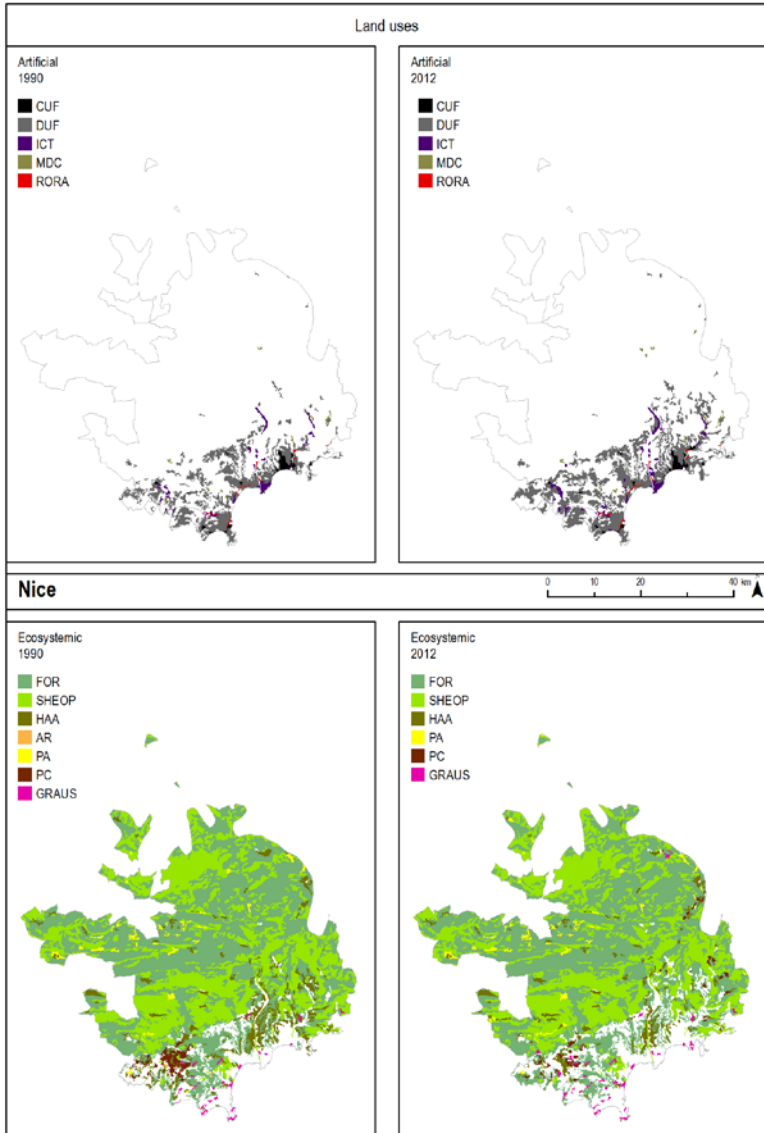 Land uses
Artificial
1990
CUF
DUF
ICT
MDC
RORA
Artificial
2012
CUF
DUF
ICT
MDC
RORA
Nice
0 10 20 40 km
Ecosystemic
1990
FOR
SHEOP
HAA
AR
PA
PC
GRAUS
Ecosystemic
2012
FOR
SHEOP
HAA
PA
PC
GRAUS